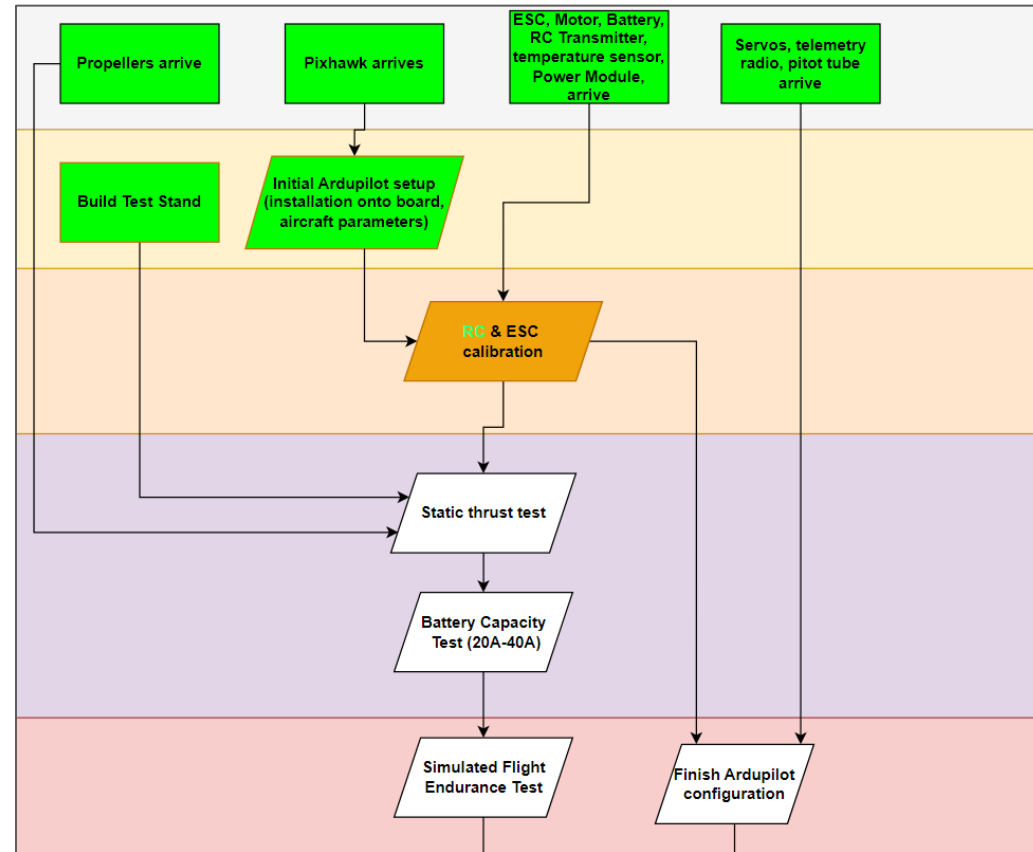 Propellers arrive
Pixhawk arrives
ESC, Motor, Battery,
RC Transmitter,
temperature sensor,
Power Module,
arrive
Servos, telemetry
radio, pitot tube
arrive
Build Test Stand
Initial Ardupilot setup
(installation onto board,
aircraft parameters)
RC & ESC
calibration
Static thrust test
Battery Capacity
Test (20A-40A)
Simulated Flight
Endurance Test
Finish Ardupilot
configuration